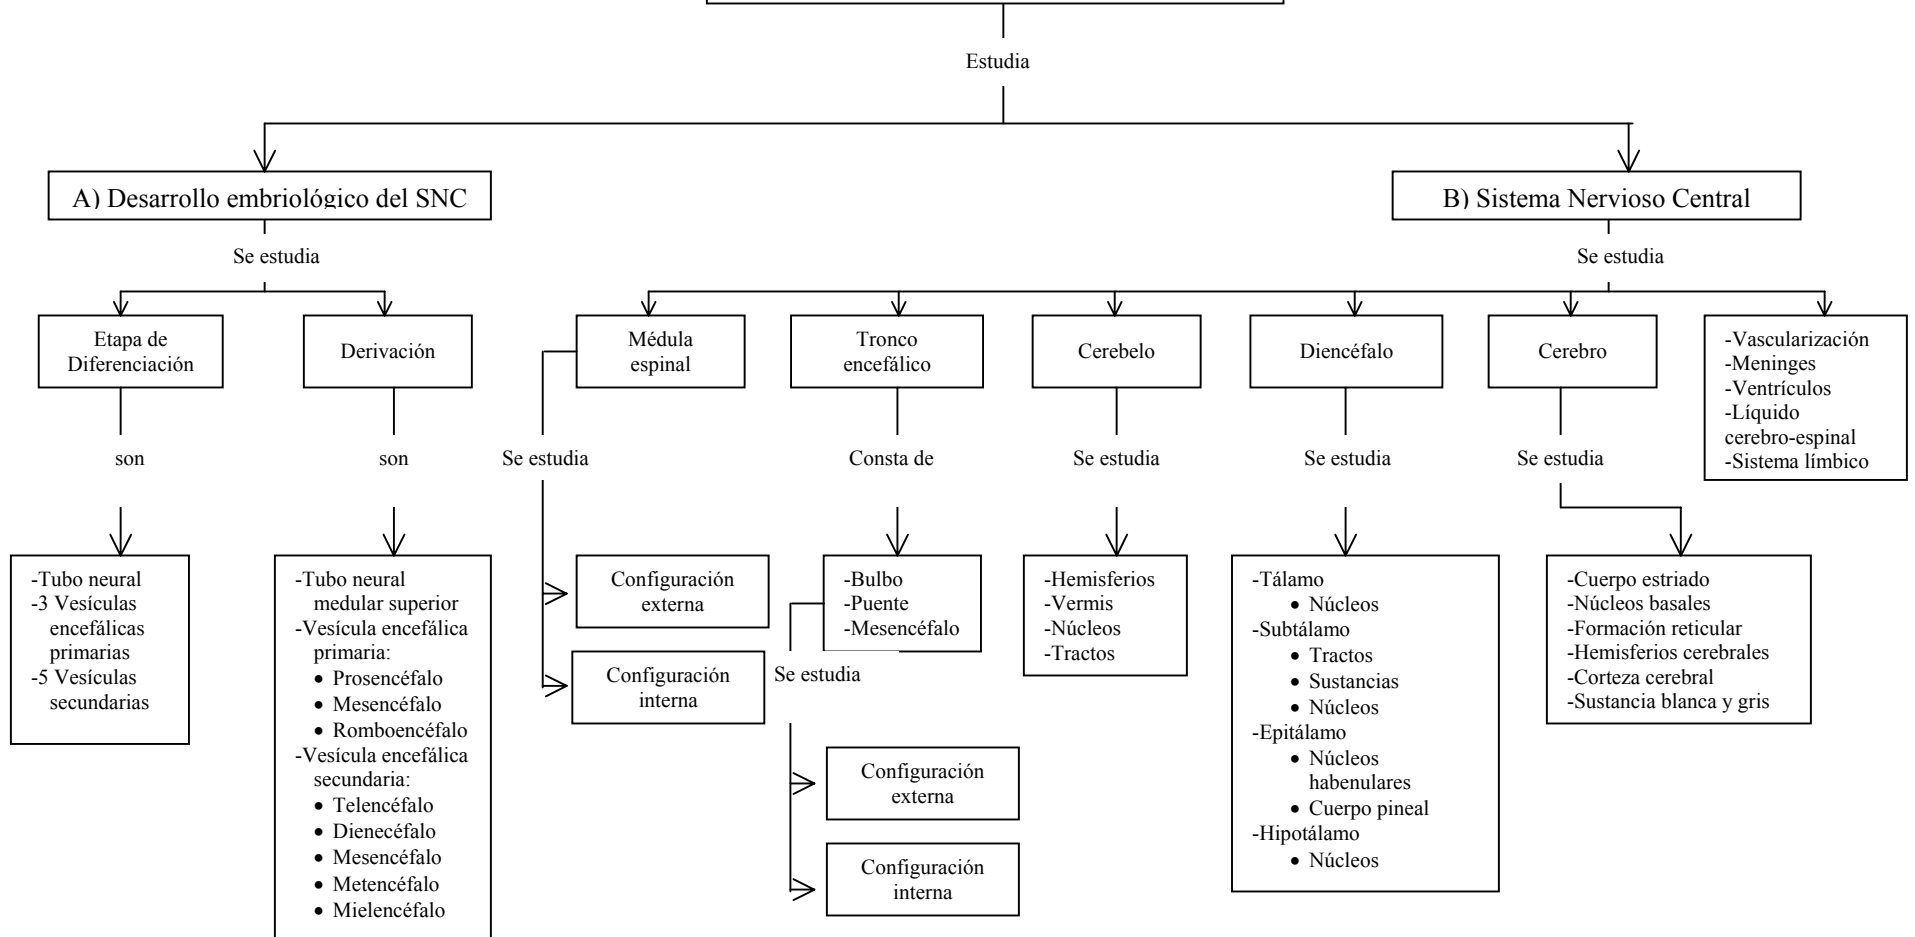 Estudia
A) Desarrollo embriológico del SNC
B) Sistema Nervioso Central
Se estudia
Se estudia
Etapa de
Diferenciación
Derivación
Médula
espinal
Tronco
encefálico
Cerebelo
Diencéfalo
Cerebro
-Vascularización
-Meninges
-Ventrículos
-Líquido
cerebro-espinal
-Sistema límbico
son
son
Se estudia
Consta de
Se estudia
Se estudia
Se estudia
-Tubo neural
-3 Vesículas
encefálicas
primarias
-5 Vesículas
secundarias
-Tubo neural
medular superior
-Vesícula encefálica
primaria:
• Prosencéfalo
• Mesencéfalo
• Romboencéfalo
-Vesícula encefálica
secundaria:
• Telencéfalo
• Dienecéfalo
• Mesencéfalo
• Metencéfalo
• Mielencéfalo
Configuración
externa
Configuración
interna
-Bulbo
-Puente
-Mesencéfalo
Se estudia
Configuración
externa
Configuración
interna
-Hemisferios
-Vermis
-Núcleos
-Tractos
-Tálamo
• Núcleos
-Subtálamo
• Tractos
• Sustancias
• Núcleos
-Epitálamo
• Núcleos
habenulares
• Cuerpo pineal
-Hipotálamo
• Núcleos
-Cuerpo estriado
-Núcleos basales
-Formación reticular
-Hemisferios cerebrales
-Corteza cerebral
-Sustancia blanca y gris